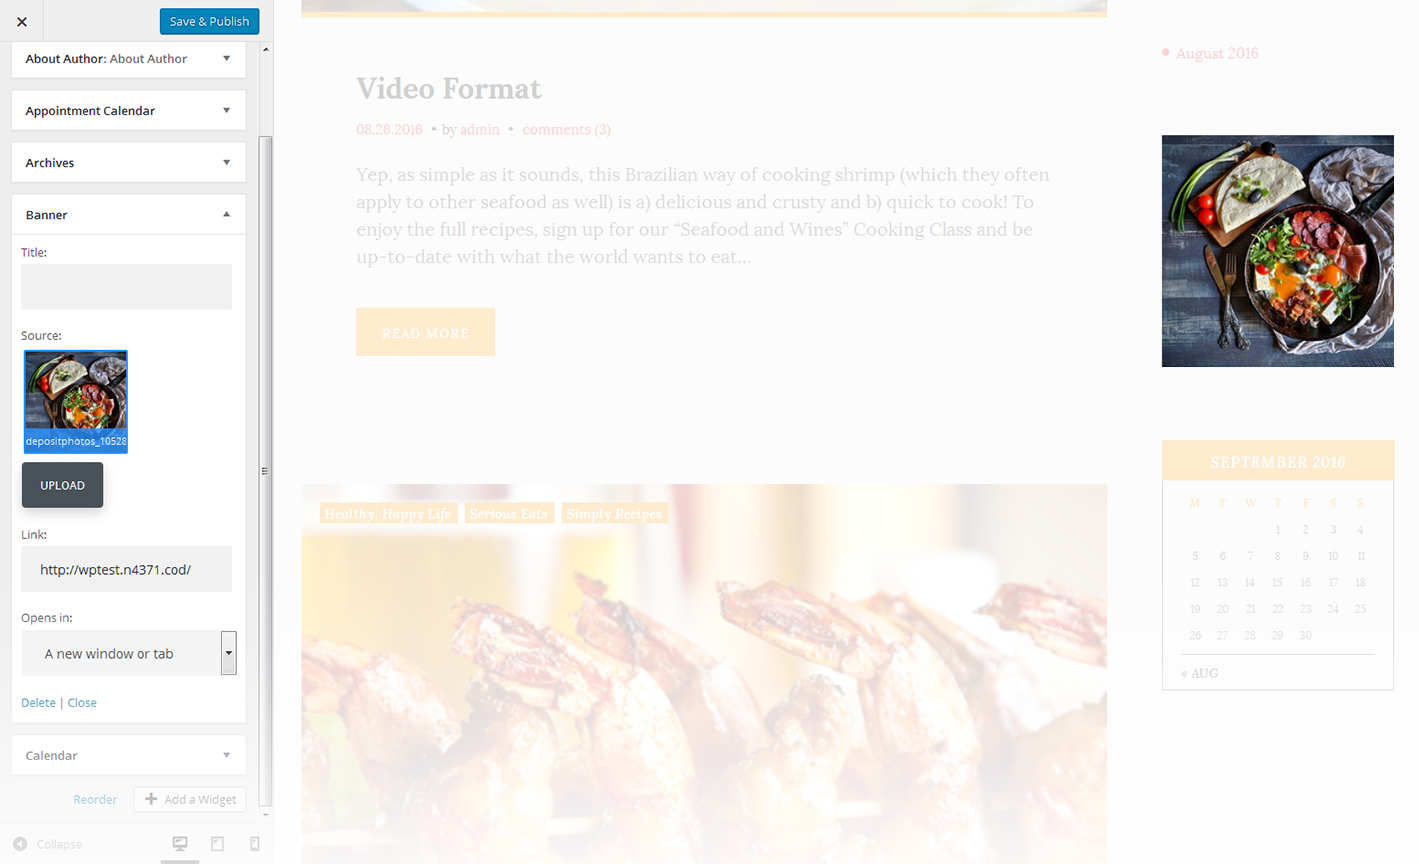 Save & Publish
About Author: About Author
Appointment Calendar
Archives
Banner
Title:
Source:
depositphotos_10528
UPLOAD
Link:
http://wptest.n4371.cod/
Opens in:
A new window or tab
Delete | Close
Calendar
Reorder
Add a Widget
Collapse
Video Format
08.26.2016 • by admin • comments (3)
Yep, as simple as it sounds, this Brazilian way of cooking shrimp (which they often
apply to other seafood as well) is a) delicious and crusty and b) quick to cook! To
enjoy the full recipes, sign up for our “Seafood and Wines” Cooking Class and be
up-to-date with what the world wants to eat…
READ MORE
Healthy, Happy Life
Serious Eats
Simply Recipes
August 2016
SEPTEMBER 2016
M T W T F S S
1 2 3 4
5 6 7 8 9 10 11
12 13 14 15 16 17 18
19 20 21 22 23 24 25
26 27 28 29 30
« AUG